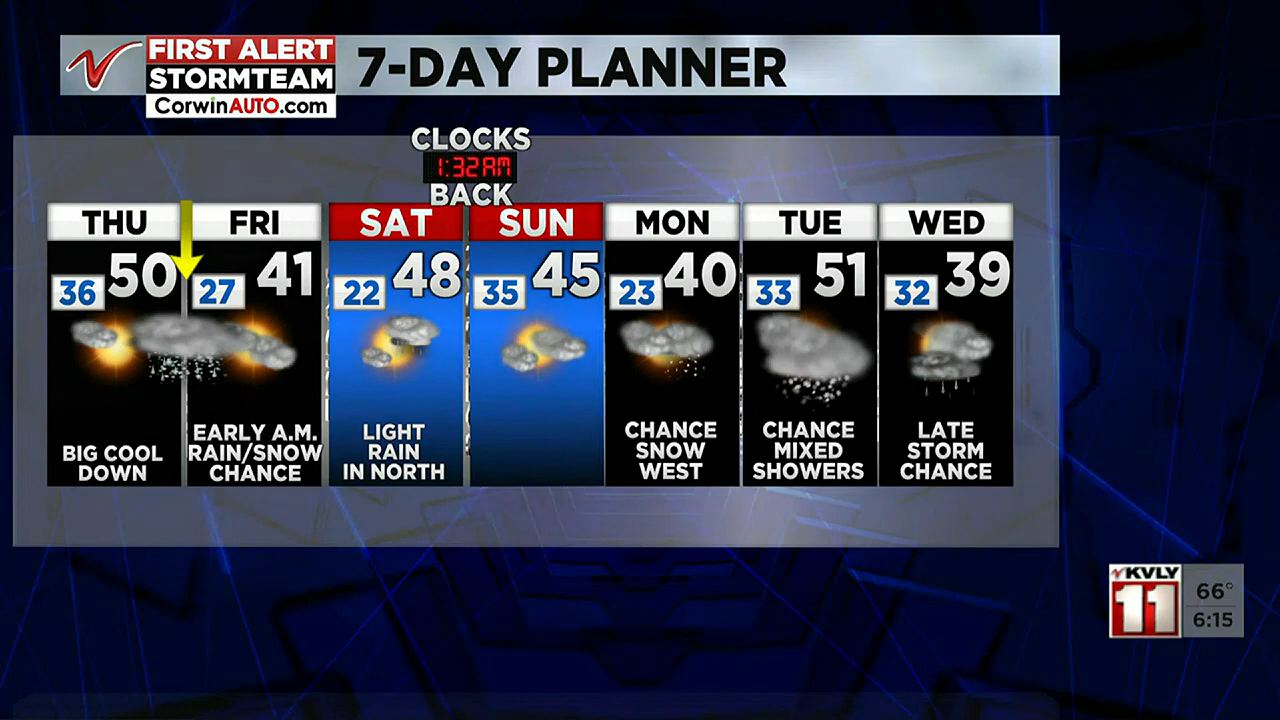 FIRST ALERT
STORMTEAM
CorwinAUTO.com
7-DAY PLANNER
CLOCKS
1:32AM
BACK
THU
FRI
SAT
SUN
MON
TUE
WED
36 50
27 41
22 48
35 45
23 40
33 51
32 39
BIG COOL
DOWN
EARLY A.M.
RAIN/SNOW
CHANCE
LIGHT
RAIN
IN NORTH
CHANCE
SNOW
WEST
CHANCE
MIXED
SHOWERS
LATE
STORM
CHANCE
KVLY
11
66°
6:15